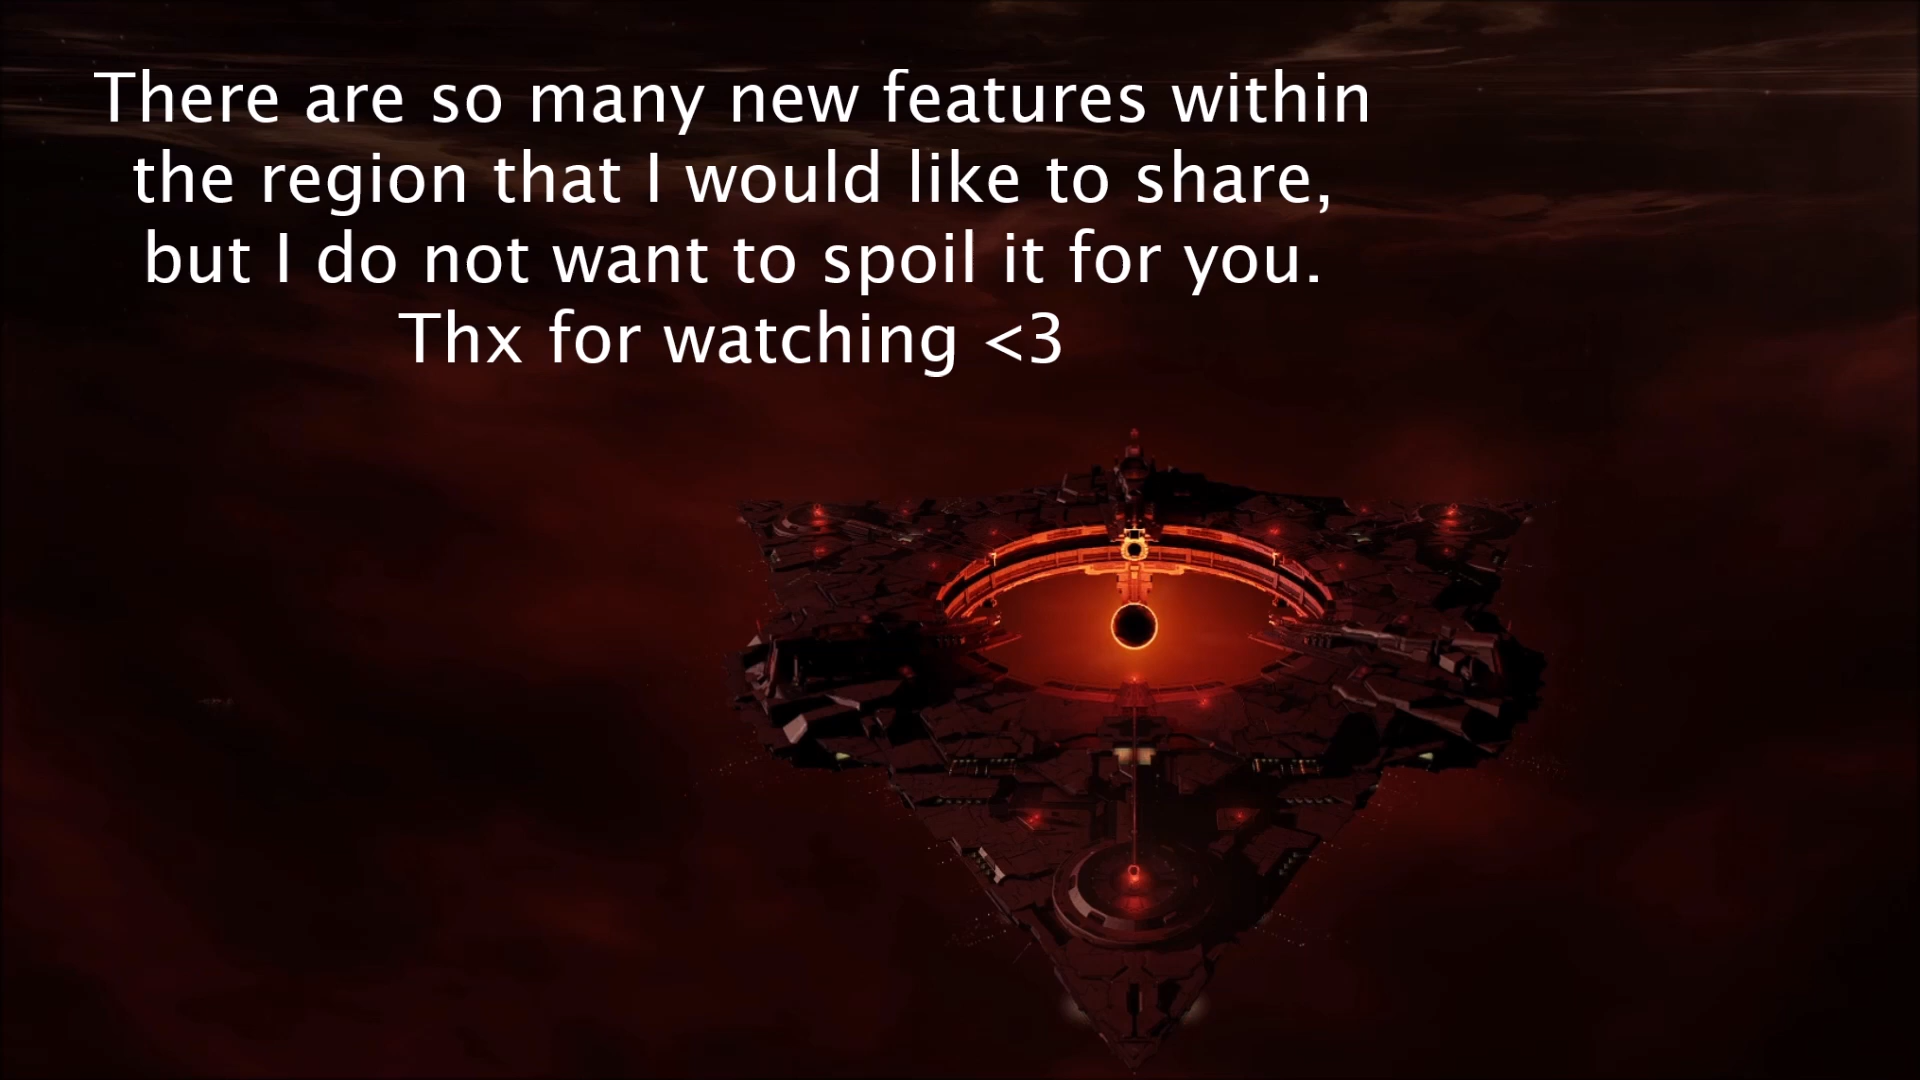 There are so many new features within
the region that I would like to share,
but I do not want to spoil it for you.
Thx for watching <3